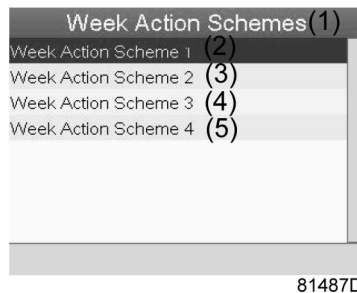 Week Action Schemes(1)
Week Action Scheme 1 (2)
Week Action Scheme 2 (3)
Week Action Scheme 3 (4)
Week Action Scheme 4 (5)
81487D